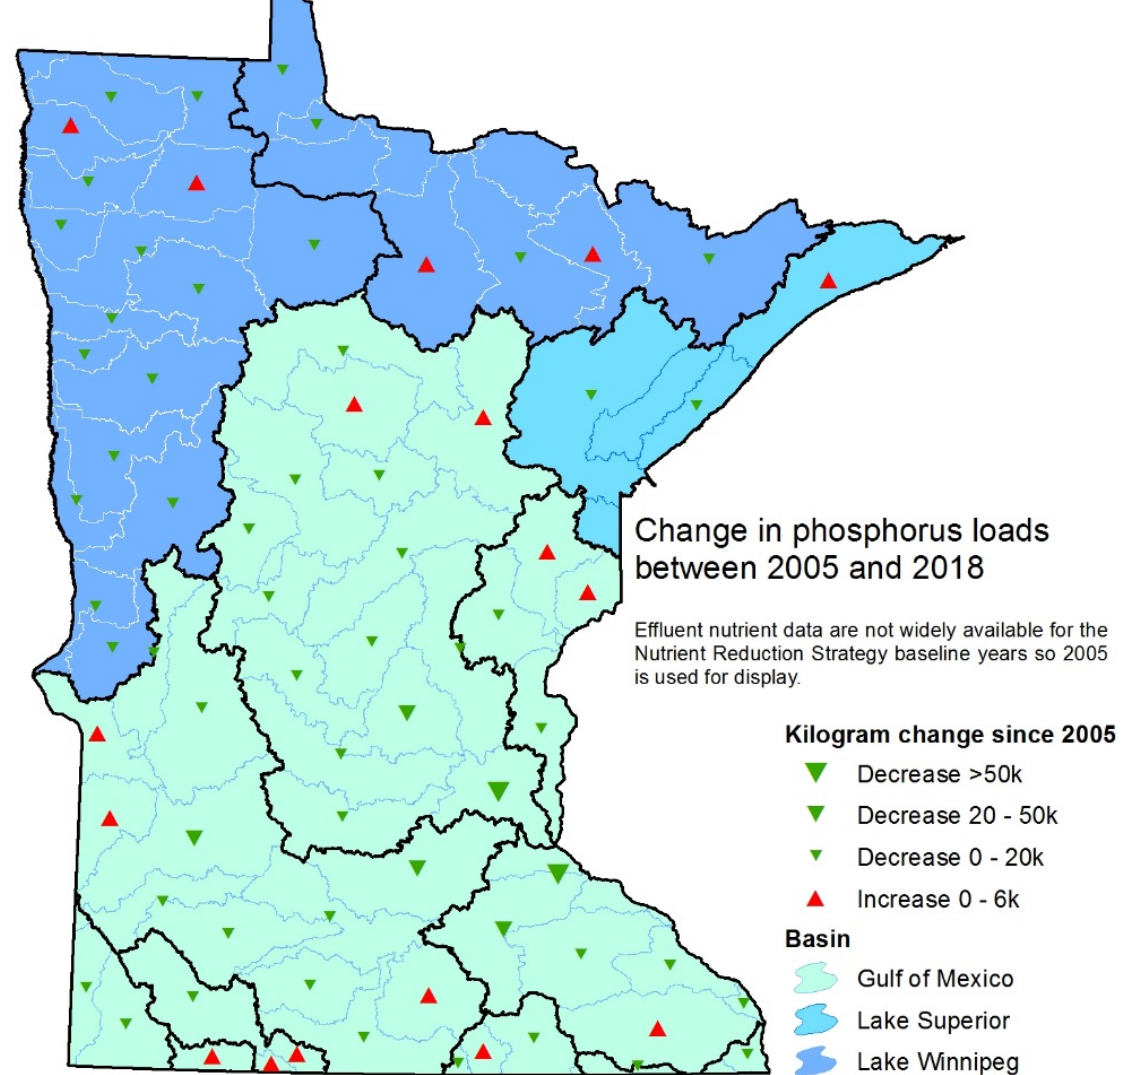 Change in phosphorus loads
between 2005 and 2018
Effluent nutrient data are not widely available for the
Nutrient Reduction Strategy baseline years so 2005
is used for display.
Kilogram change since 2005
Decrease >50k
Decrease 20 - 50k
Decrease 0 - 20k
Increase 0 - 6k
Basin
Gulf of Mexico
Lake Superior
Lake Winnipeg